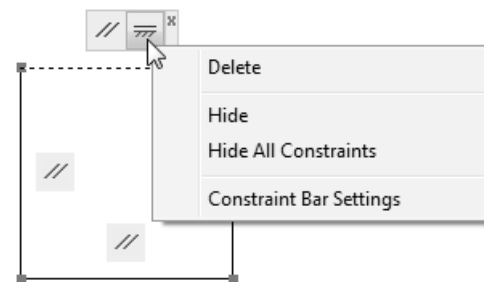 Delete
Hide
Hide All Constraints
Constraint Bar Settings